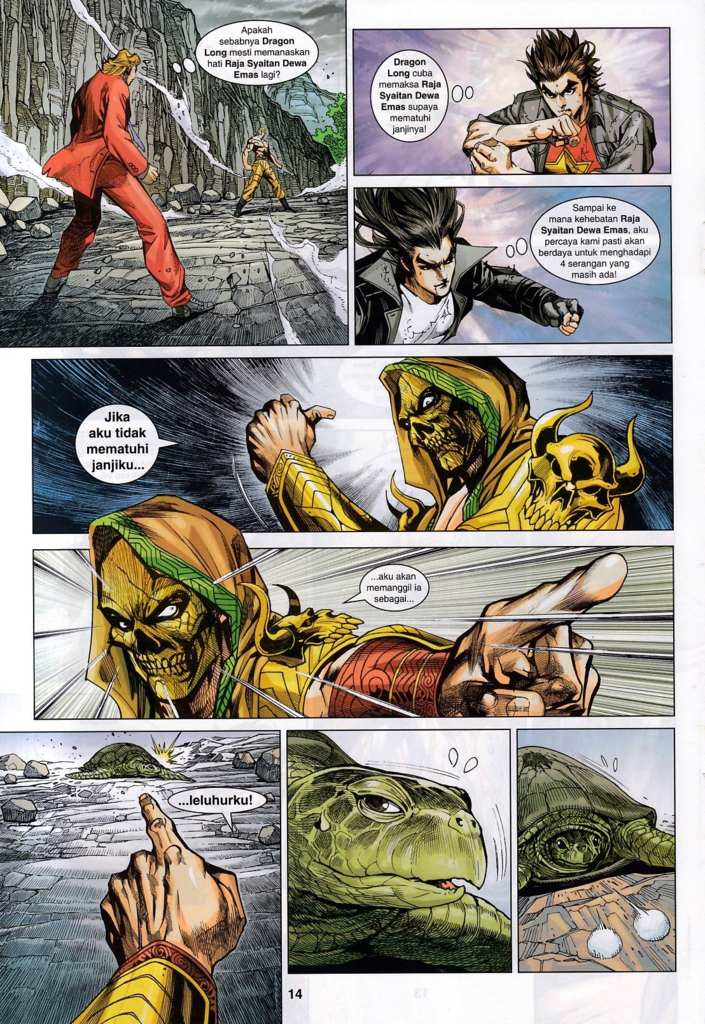 Apakah
sebabnya Dragon
Long mesti memanaskan
hati Raja Syaitan Dewa
Emas lagi?
Dragon
Long cuba
memaksa Raja
Syaitan Dewa
Emas supaya
mematuhi
janjinya!
Sampai ke
mana kehebatan Raja
Syaitan Dewa Emas, aku
percaya kami pasti akan
berdaya untuk menghadapi
4 serangan yang
masih ada!
Jika
aku tidak
mematuhi
janjiku...
...aku akan
memanggil ia
sebagai...
...leluhurku!
14